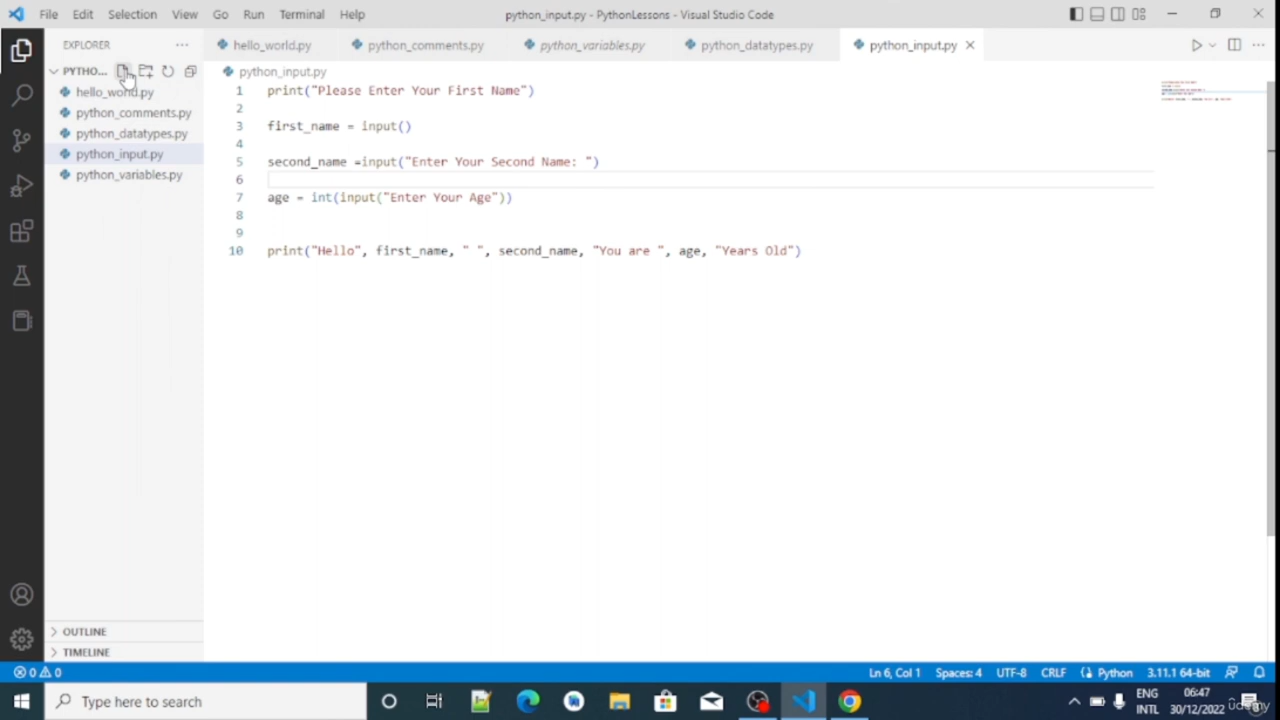 File Edit Selection View Go Run Terminal Help python_input.py - PythonLessons - Visual Studio Code
EXPLORER
PYTHO...
hello_world.py
python_comments.py
python_datatypes.py
python_input.py
python_variables.py
OUTLINE
TIMELINE
hello_world.py python_comments.py python_variables.py python_datatypes.py python_input.py
python_input.py
1 print("Please Enter Your First Name")
2
3 first_name = input()
4
5 second_name =input("Enter Your Second Name: ")
6
7 age = int(input("Enter Your Age"))
8
9
10 print("Hello", first_name, " ", second_name, "You are ", age, "Years Old")
0 0 Ln 6, Col 1 Spaces: 4 UTF-8 CRLF Python 3.11.1 64-bit
Type here to search
ENG
INTL
06:47
30/12/2022
udemy